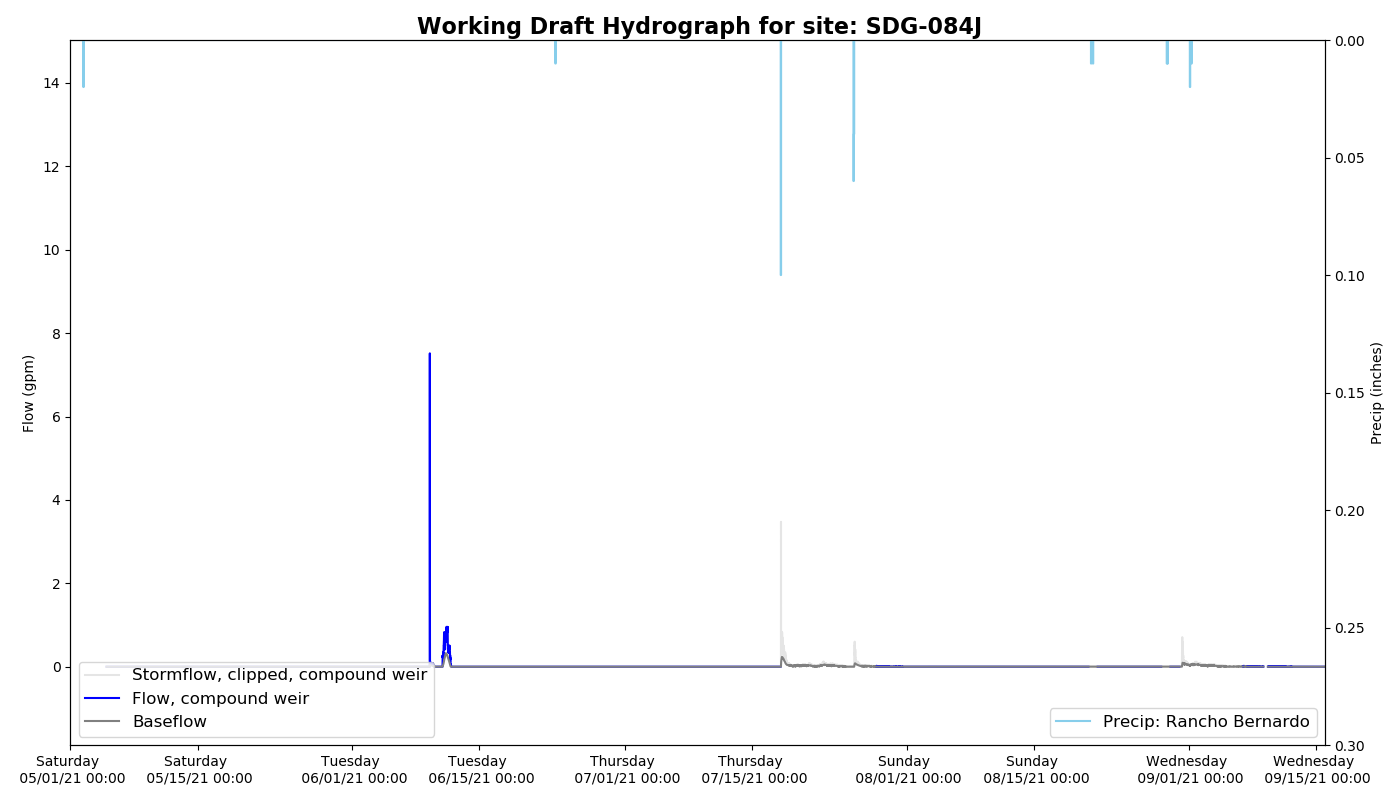 Working Draft Hydrograph for site: SDG-084J
14
12
10
8
6
4
2
0
Flow (gpm)
0.00
0.05
0.10
0.15
0.20
0.25
0.30
Precip (inches)
Stormflow, clipped, compound weir
Flow, compound weir
Baseflow
Precip: Rancho Bernardo
Saturday
05/01/21 00:00
Saturday
05/15/21 00:00
Tuesday
06/01/21 00:00
Tuesday
06/15/21 00:00
Thursday
07/01/21 00:00
Thursday
07/15/21 00:00
Sunday
08/01/21 00:00
Sunday
08/15/21 00:00
Wednesday
09/01/21 00:00
Wednesday
09/15/21 00:00